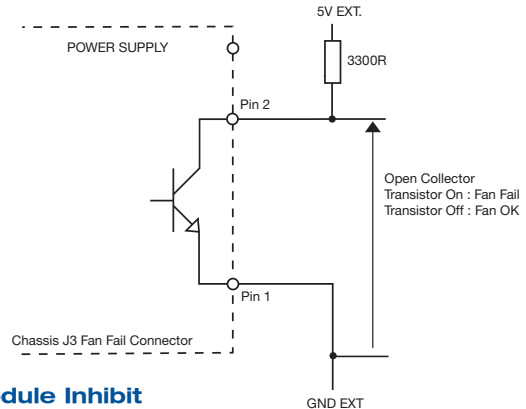 5V EXT.
POWER SUPPLY
3300R
Pin 2
Open Collector
Transistor On : Fan Fail
Transistor Off : Fan OK
Pin 1
Chassis J3 Fan Fail Connector
Inhibit
GND EXT